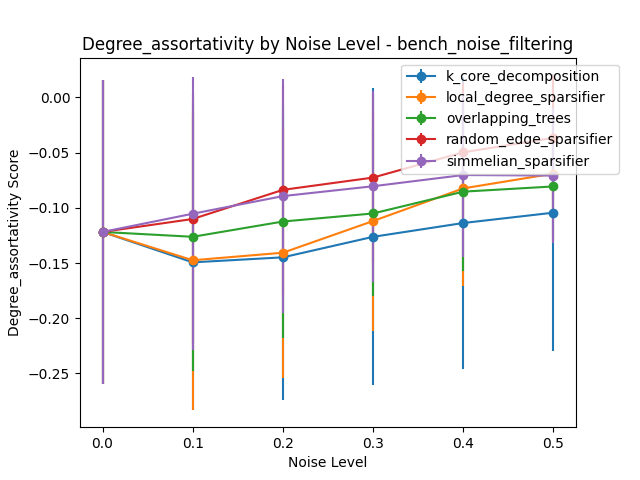 Degree_assortativity by Noise Level - bench_noise_filtering
k_core_decomposition
local_degree_sparsifier
overlapping_trees
random_edge_sparsifier
simmelian_sparsifier
Degree_assortativity Score
0.00
−0.05
−0.10
−0.15
−0.20
−0.25
0.0 0.1 0.2 0.3 0.4 0.5
Noise Level